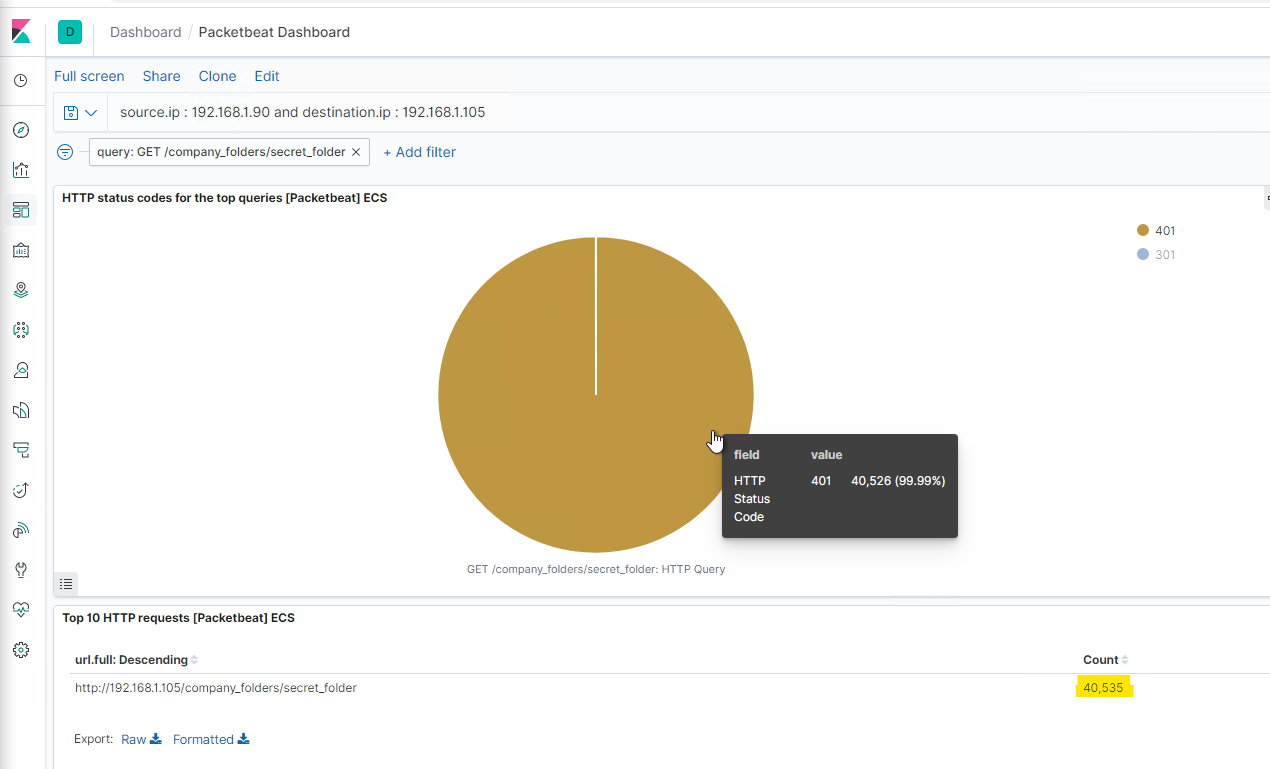 D Dashboard / Packetbeat Dashboard
Full screen Share Clone Edit
source.ip : 192.168.1.90 and destination.ip : 192.168.1.105
query: GET /company_folders/secret_folder × + Add filter
HTTP status codes for the top queries [Packetbeat] ECS
401
301
field value
HTTP 401 40,526 (99.99%)
Status
Code
GET /company_folders/secret_folder: HTTP Query
Top 10 HTTP requests [Packetbeat] ECS
url.full: Descending Count
http://192.168.1.105/company_folders/secret_folder 40,535
Export: Raw Formatted